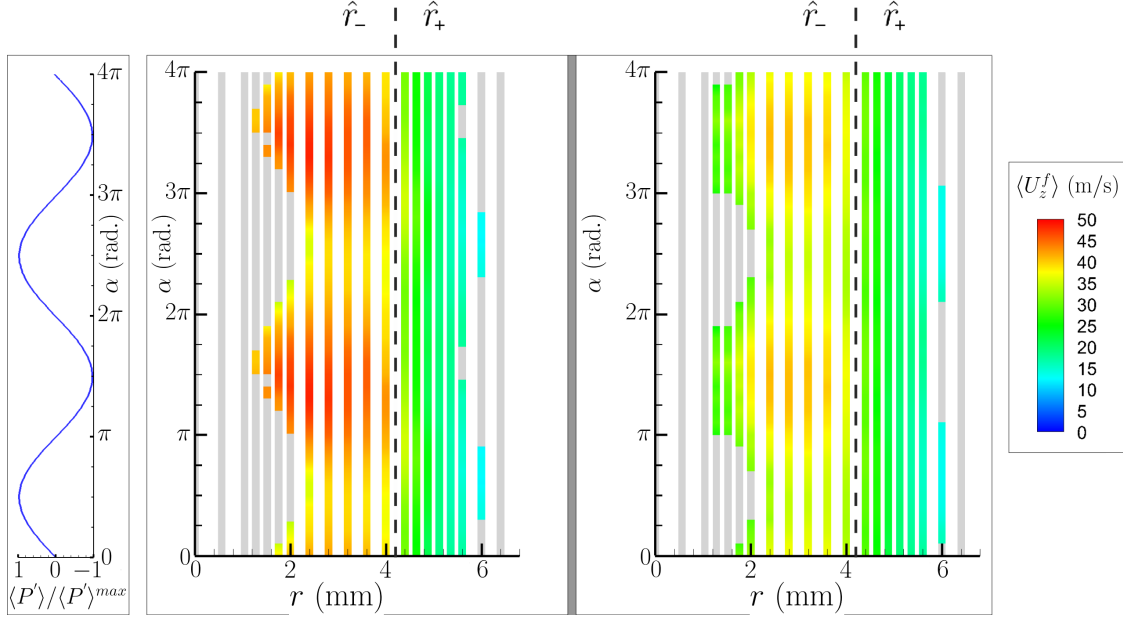 r̂₋ r̂₊ r̂₋ r̂₊
4π
3π
2π
π
0
α (rad.)
1 0 −1
⟨P′⟩/⟨P′⟩ᵐᵃˣ
4π
3π
2π
π
0
α (rad.)
0 2 4 6
r (mm)
4π
3π
2π
π
0
α (rad.)
0 2 4 6
r (mm)
⟨U_z^f⟩ (m/s)
50
45
40
35
30
25
20
15
10
5
0